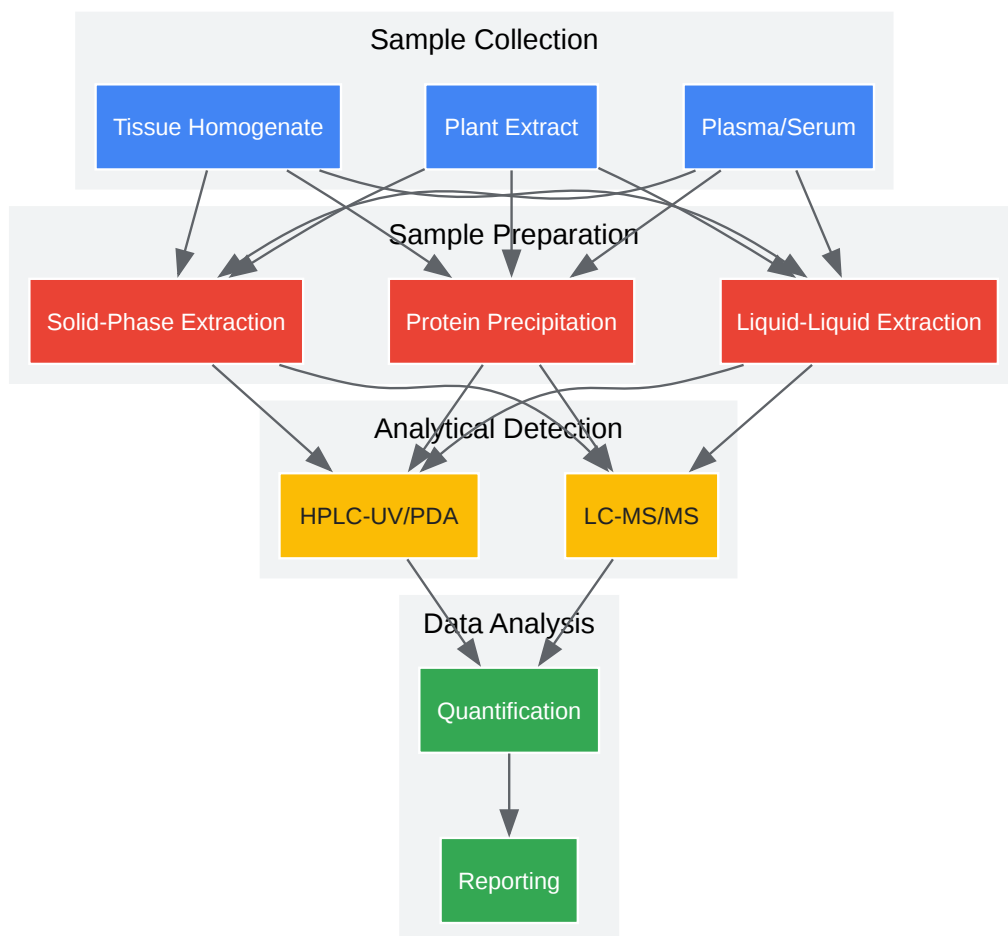 Sample Collection
Tissue Homogenate
Plant Extract
Plasma/Serum
Sample Preparation
Solid-Phase Extraction
Protein Precipitation
Liquid-Liquid Extraction
Analytical Detection
HPLC-UV/PDA
LC-MS/MS
Data Analysis
Quantification
Reporting